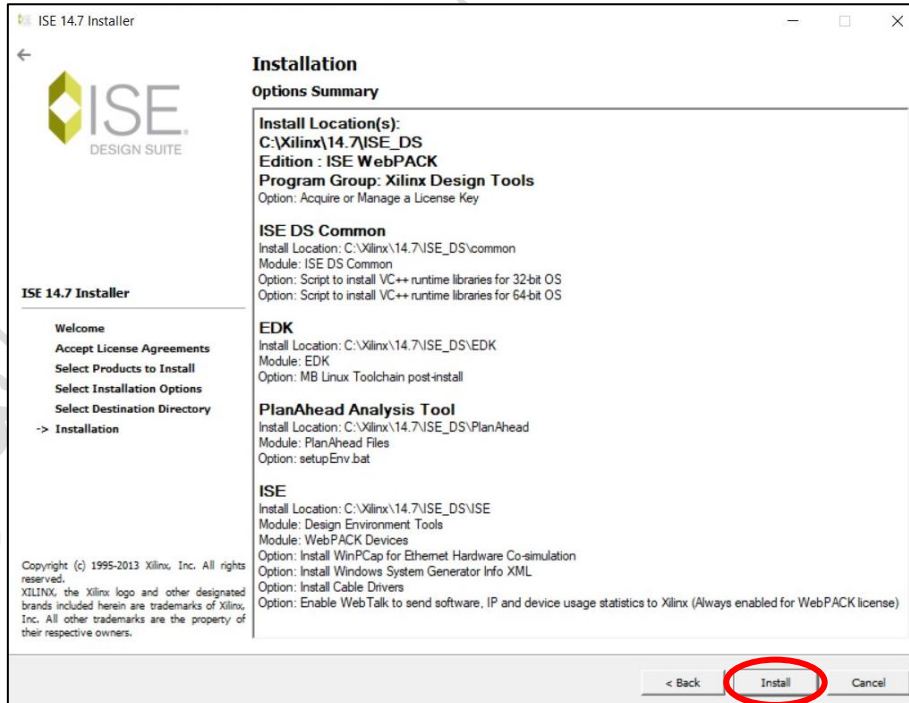 ISE 14.7 Installer
ISE
DESIGN SUITE
ISE 14.7 Installer
Welcome
Accept License Agreements
Select Products to Install
Select Installation Options
Select Destination Directory
-> Installation
Copyright (c) 1995-2013 Xilinx, Inc. All rights
reserved.
XILINX, the Xilinx logo and other designated
brands included herein are trademarks of Xilinx,
Inc. All other trademarks are the property of
their respective owners.
Installation
Options Summary
Install Location(s):
C:\Xilinx\14.7\ISE_DS
Edition : ISE WebPACK
Program Group: Xilinx Design Tools
Option: Acquire or Manage a License Key
ISE DS Common
Install Location: C:\Xilinx\14.7\ISE_DS\common
Module: ISE DS Common
Option: Script to install VC++ runtime libraries for 32-bit OS
Option: Script to install VC++ runtime libraries for 64-bit OS
EDK
Install Location: C:\Xilinx\14.7\ISE_DS\EDK
Module: EDK
Option: MB Linux Toolchain post-install
PlanAhead Analysis Tool
Install Location: C:\Xilinx\14.7\ISE_DS\PlanAhead
Module: PlanAhead Files
Option: setupEnv.bat
ISE
Install Location: C:\Xilinx\14.7\ISE_DS\ISE
Module: Design Environment Tools
Module: WebPACK Devices
Option: Install WinPCap for Ethernet Hardware Co-simulation
Option: Install Windows System Generator Info XML
Option: Install Cable Drivers
Option: Enable WebTalk to send software, IP and device usage statistics to Xilinx (Always enabled for WebPACK license)
< Back Install Cancel